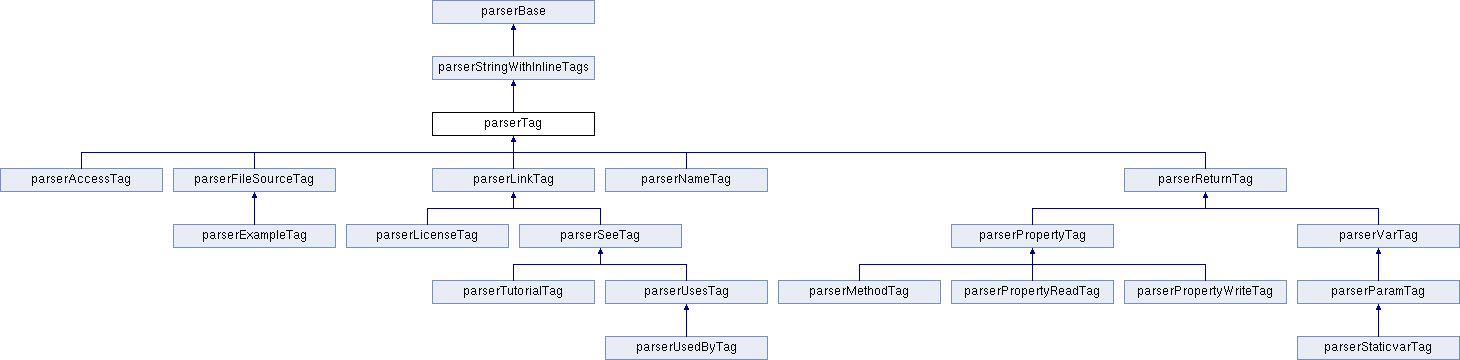 parserBase
parserStringWithInlineTags
parserTag
parserAccessTag
parserFileSourceTag
parserLinkTag
parserNameTag
parserReturnTag
parserExampleTag
parserLicenseTag
parserSeeTag
parserPropertyTag
parserVarTag
parserTutorialTag
parserUsesTag
parserMethodTag
parserPropertyReadTag
parserPropertyWriteTag
parserParamTag
parserUsedByTag
parserStaticvarTag